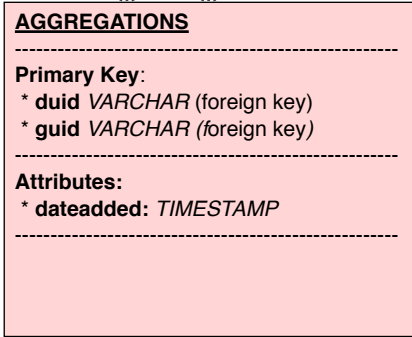 AGGREGATIONS
------------------------------------------------------
Primary Key:
* duid VARCHAR (foreign key)
* guid VARCHAR (foreign key)
------------------------------------------------------
Attributes:
* dateadded: TIMESTAMP
------------------------------------------------------